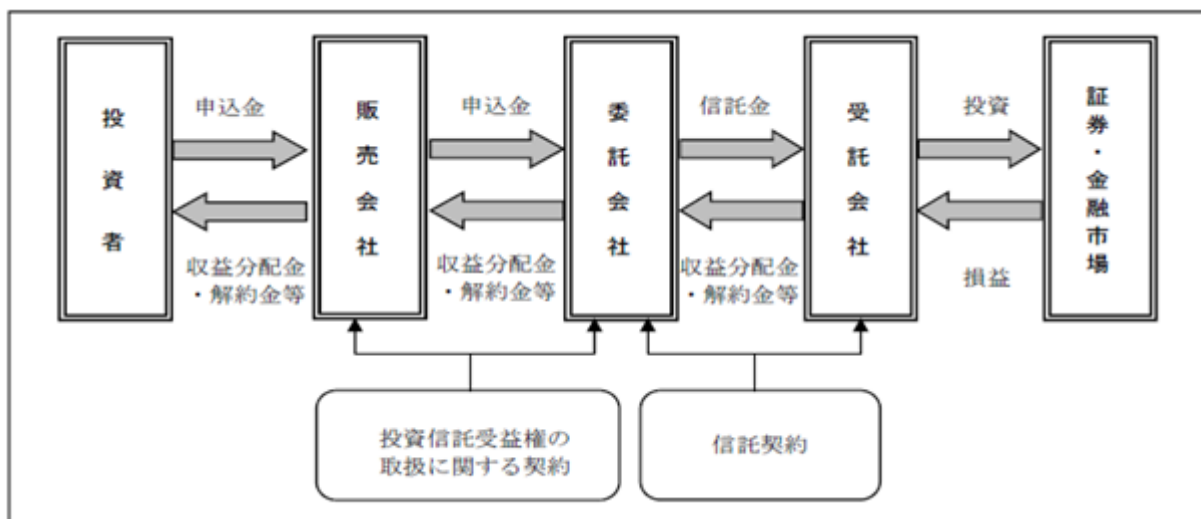 投資者
申込金
収益分配金
・解約金等
販売会社
申込金
収益分配金
・解約金等
委託会社
信託金
収益分配金
・解約金等
受託会社
投資
損益
証券・金融市場
投資信託受益権の
取扱に関する契約
信託契約